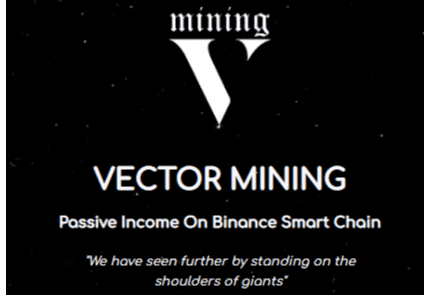 mining
V
VECTOR MINING
Passive Income On Binance Smart Chain
"We have seen further by standing on the
shoulders of giants"